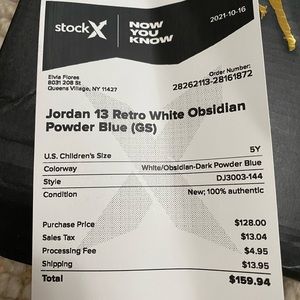 stockX
NOW
YOU
KNOW
2021-10-16
Elvia Flores
8031 208 St
Queens Village, NY 11427
Order Number:
28262113-28161872
Jordan 13 Retro White Obsidian
Powder Blue (GS)
U.S. Children's Size 5Y
Colorway White/Obsidian-Dark Powder Blue
Style DJ3003-144
Condition New; 100% authentic
Purchase Price $128.00
Sales Tax $13.04
Processing Fee $4.95
Shipping $13.95
Total $159.94